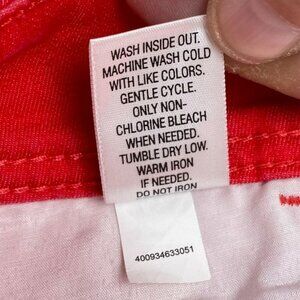 WASH INSIDE OUT.
MACHINE WASH COLD
WITH LIKE COLORS.
GENTLE CYCLE.
ONLY NON-
CHLORINE BLEACH
WHEN NEEDED.
TUMBLE DRY LOW.
WARM IRON
IF NEEDED.
DO NOT IRON
400934633051